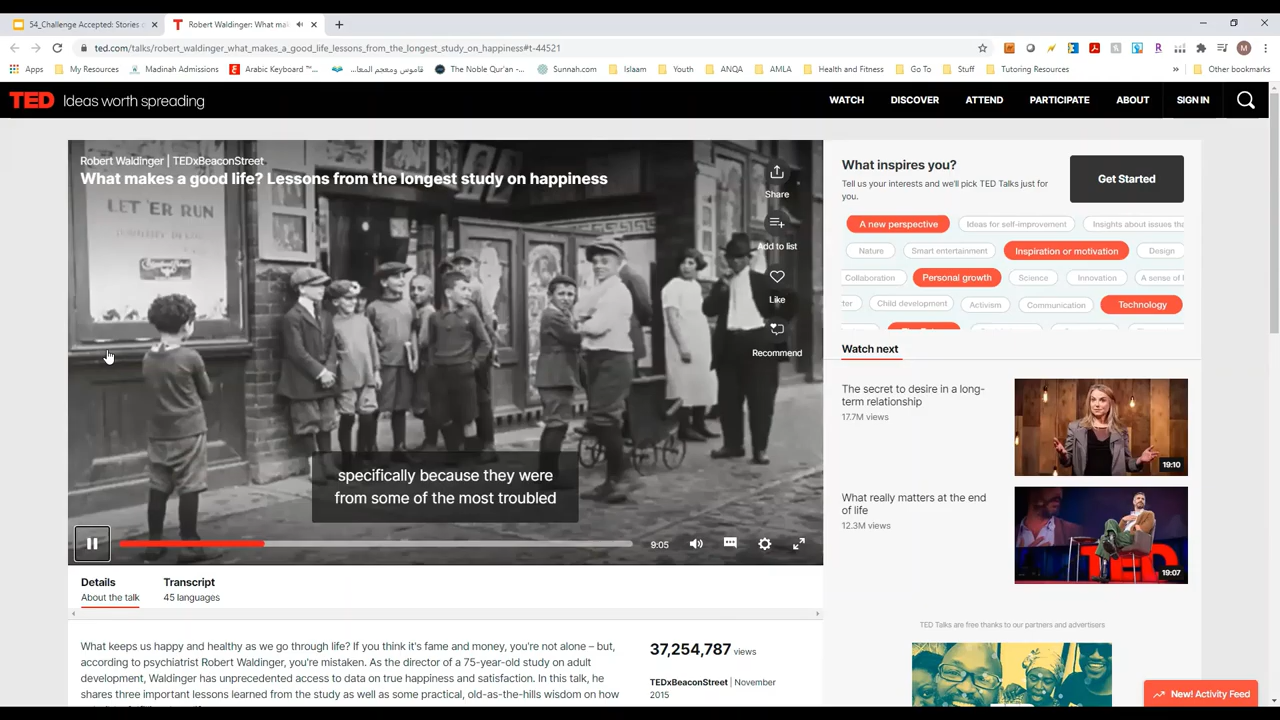 54_Challenge Accepted: Stories d
Robert Waldinger: What mak
ted.com/talks/robert_waldinger_what_makes_a_good_life_lessons_from_the_longest_study_on_happiness#t-44521
Apps
My Resources
Madinah Admissions
Arabic Keyboard ™...
قاموس ومعجم المعا...
The Noble Qur'an -...
Sunnah.com
Islaam
Youth
ANQA
AMLA
Health and Fitness
Go To
Stuff
Tutoring Resources
»
Other bookmarks
TED Ideas worth spreading
WATCH
DISCOVER
ATTEND
PARTICIPATE
ABOUT
SIGN IN
Robert Waldinger | TEDxBeaconStreet
What makes a good life? Lessons from the longest study on happiness
LET 'ER RUN
Share
Add to list
Like
Recommend
specifically because they were
from some of the most troubled
9:05
What inspires you?
Tell us your interests and we'll pick TED Talks just for
you.
Get Started
A new perspective
Ideas for self-improvement
Insights about issues tha
Nature
Smart entertainment
Inspiration or motivation
Design
Collaboration
Personal growth
Science
Innovation
A sense of
ter
Child development
Activism
Communication
Technology
Watch next
The secret to desire in a long-
term relationship
17.7M views
19:10
What really matters at the end
of life
12.3M views
TED
19:07
Details
About the talk
Transcript
45 languages
What keeps us happy and healthy as we go through life? If you think it's fame and money, you're not alone – but,
according to psychiatrist Robert Waldinger, you're mistaken. As the director of a 75-year-old study on adult
development, Waldinger has unprecedented access to data on true happiness and satisfaction. In this talk, he
shares three important lessons learned from the study as well as some practical, old-as-the-hills wisdom on how
37,254,787 views
TEDxBeaconStreet | November
2015
TED Talks are free thanks to our partners and advertisers
New! Activity Feed